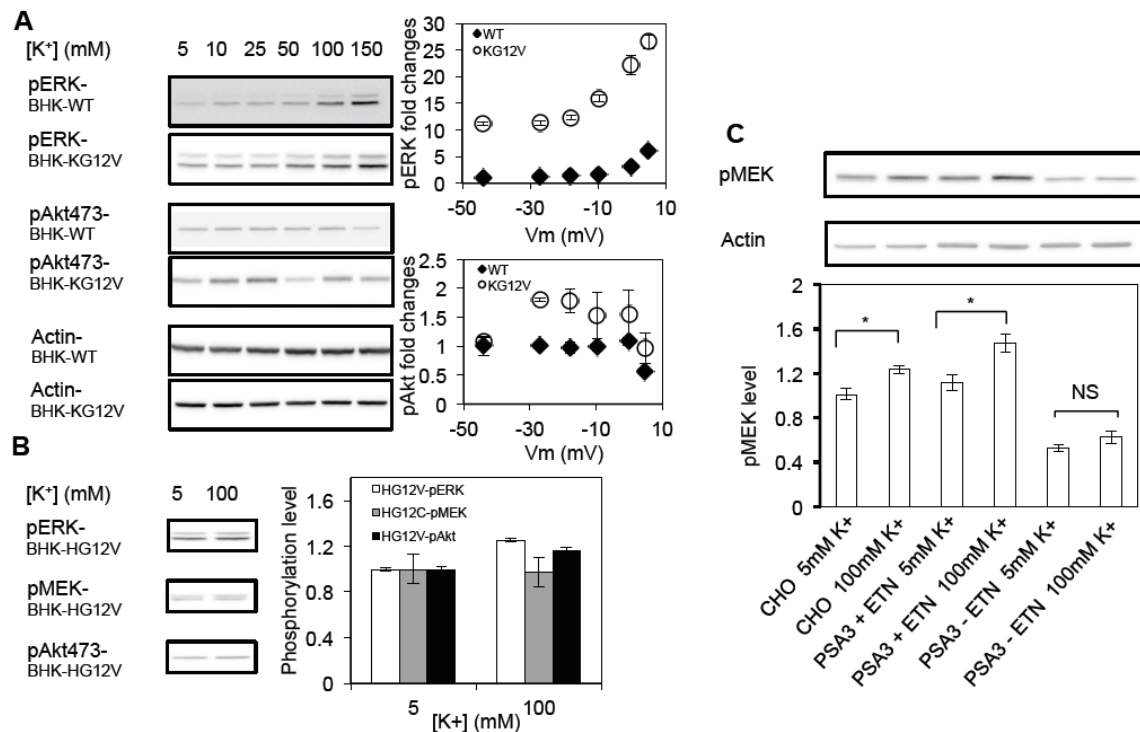 A
[K+] (mM)
5 10 25 50 100 150
pERK-
BHK-WT
pERK-
BHK-KG12V
pAkt473-
BHK-WT
pAkt473-
BHK-KG12V
Actin-
BHK-WT
Actin-
BHK-KG12V
pERK fold changes
30
25
20
15
10
5
0
WT
KG12V
-50 -30 -10 10
Vm (mV)
pAkt fold changes
2.5
2
1.5
1
0.5
0
WT
KG12V
-50 -30 -10 10
Vm (mV)
B
[K+] (mM)
5 100
pERK-
BHK-HG12V
pMEK-
BHK-HG12V
pAkt473-
BHK-HG12V
Phosphorylation level
1.6
1.2
0.8
0.4
0
HG12V-pERK
HG12C-pMEK
HG12V-pAkt
5 100
[K+] (mM)
C
pMEK
Actin
pMEK level
2
1.6
1.2
0.8
0.4
0
*
*
NS
CHO 5mM K+
CHO 100mM K+
PSA3 + ETN 5mM K+
PSA3 + ETN 100mM K+
PSA3 - ETN 5mM K+
PSA3 - ETN 100mM K+